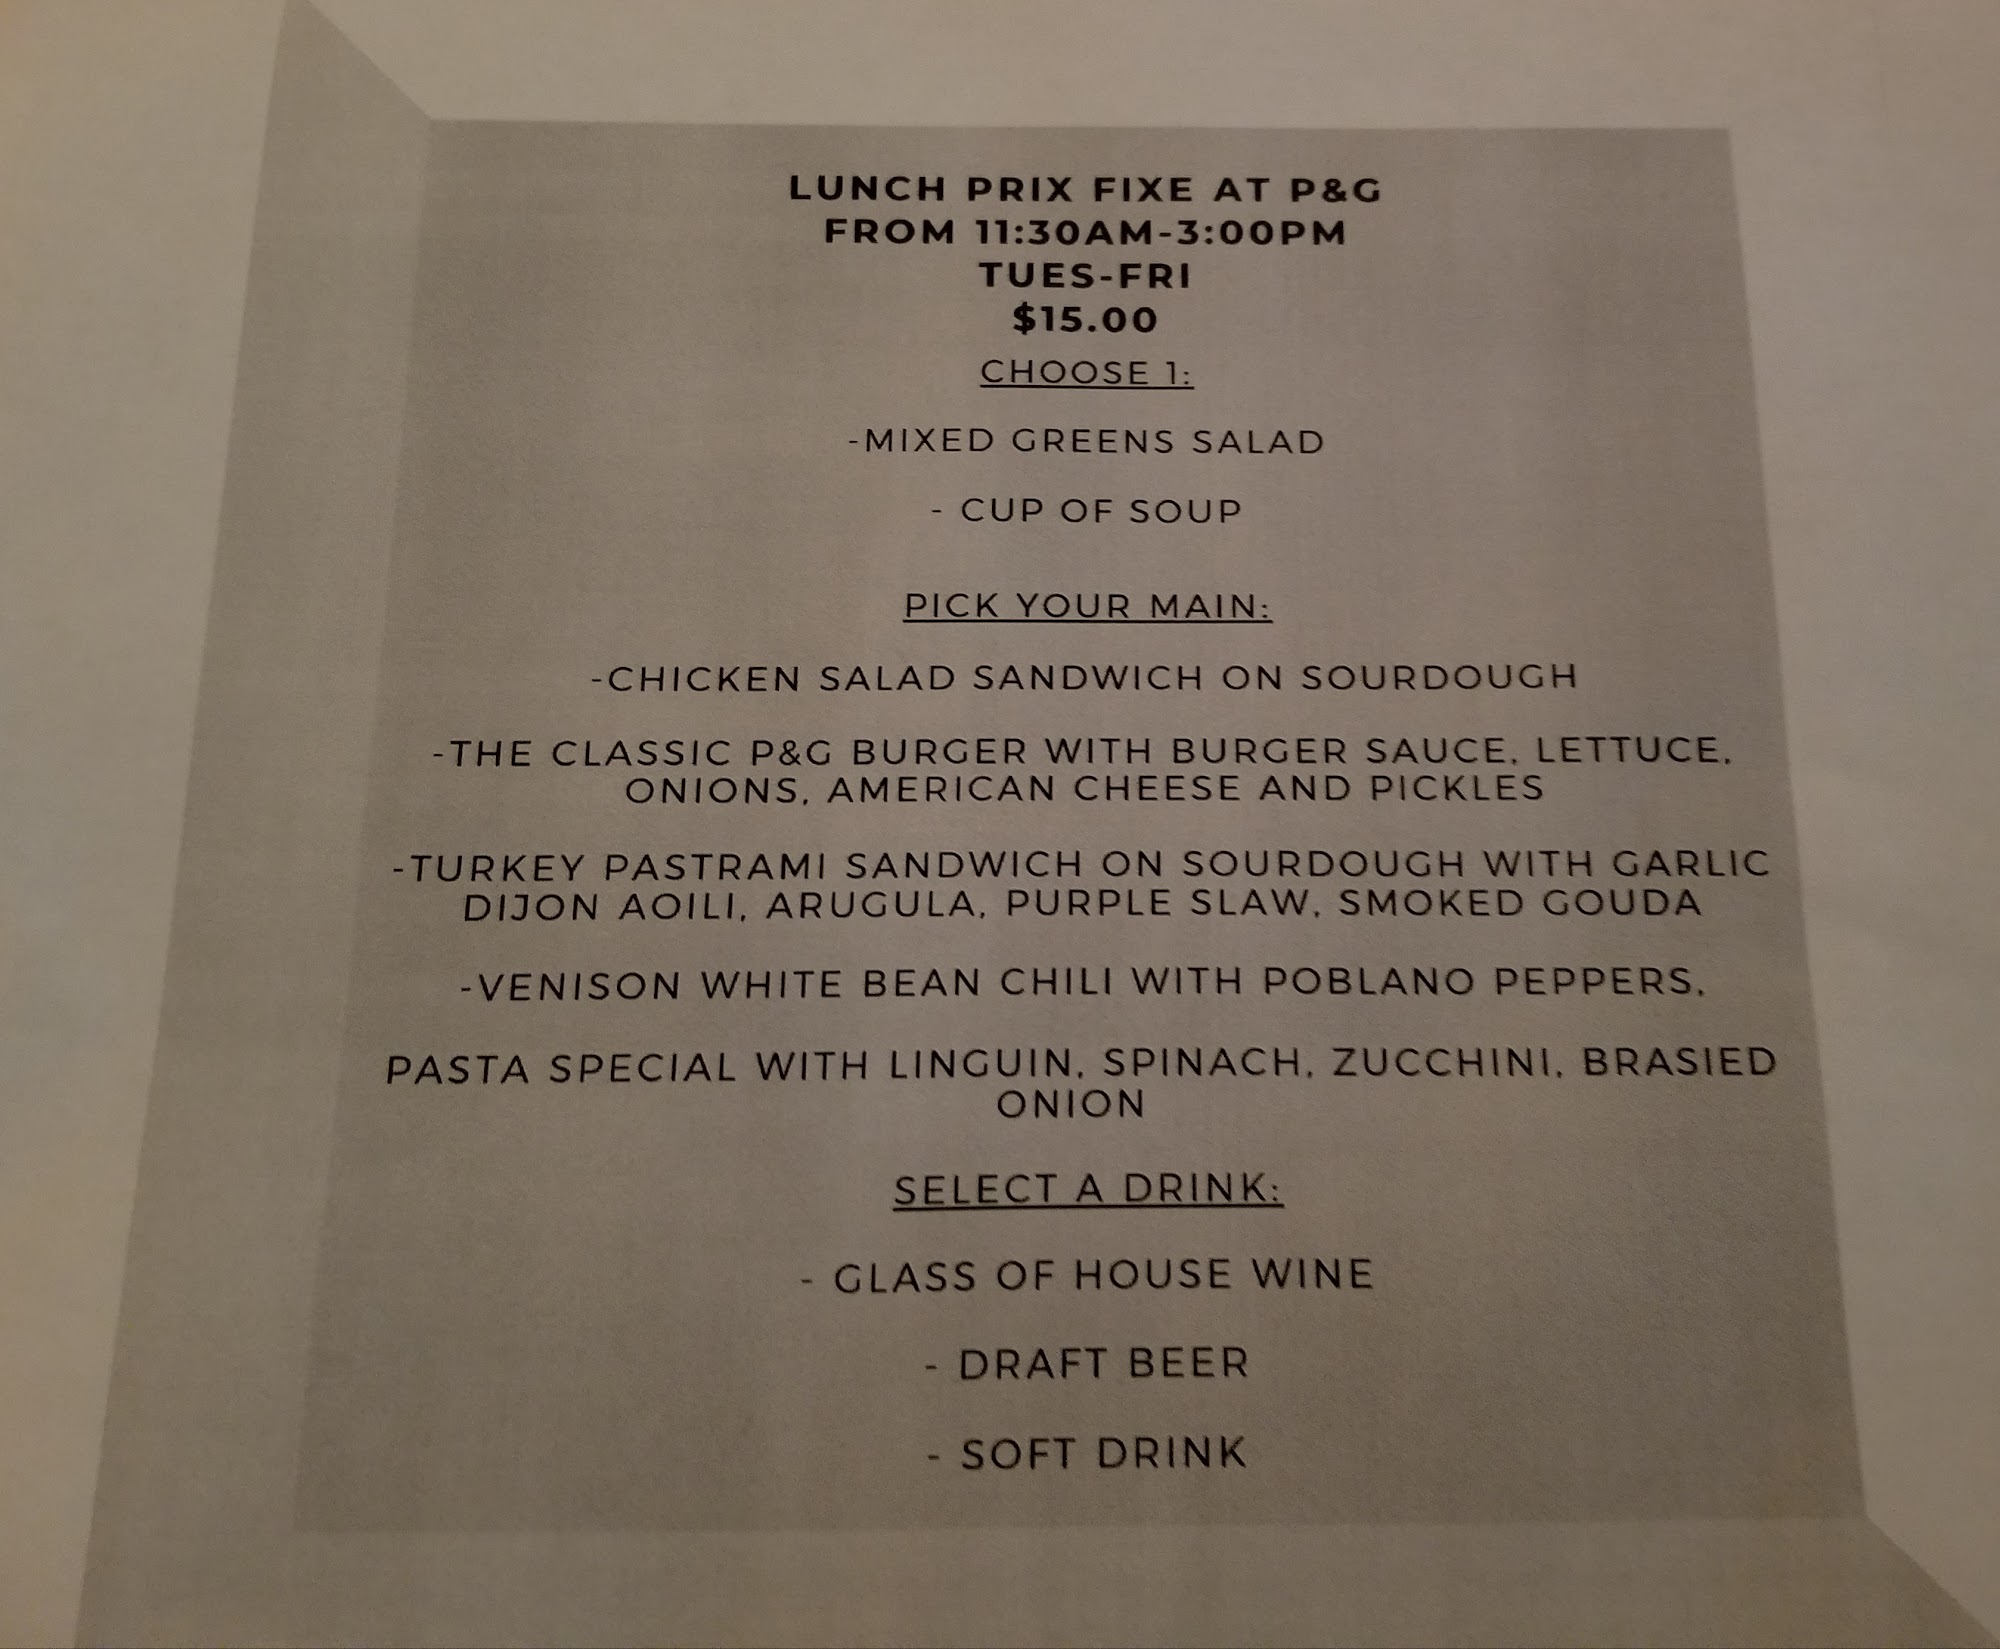 LUNCH PRIX FIXE AT P&G
FROM 11:30AM-3:00PM
TUES-FRI
$15.00
CHOOSE 1:
-MIXED GREENS SALAD
- CUP OF SOUP
PICK YOUR MAIN:
-CHICKEN SALAD SANDWICH ON SOURDOUGH
-THE CLASSIC P&G BURGER WITH BURGER SAUCE, LETTUCE,
ONIONS, AMERICAN CHEESE AND PICKLES
-TURKEY PASTRAMI SANDWICH ON SOURDOUGH WITH GARLIC
DIJON AOILI, ARUGULA, PURPLE SLAW, SMOKED GOUDA
-VENISON WHITE BEAN CHILI WITH POBLANO PEPPERS,
PASTA SPECIAL WITH LINGUIN, SPINACH, ZUCCHINI, BRASIED
ONION
SELECT A DRINK:
- GLASS OF HOUSE WINE
- DRAFT BEER
- SOFT DRINK